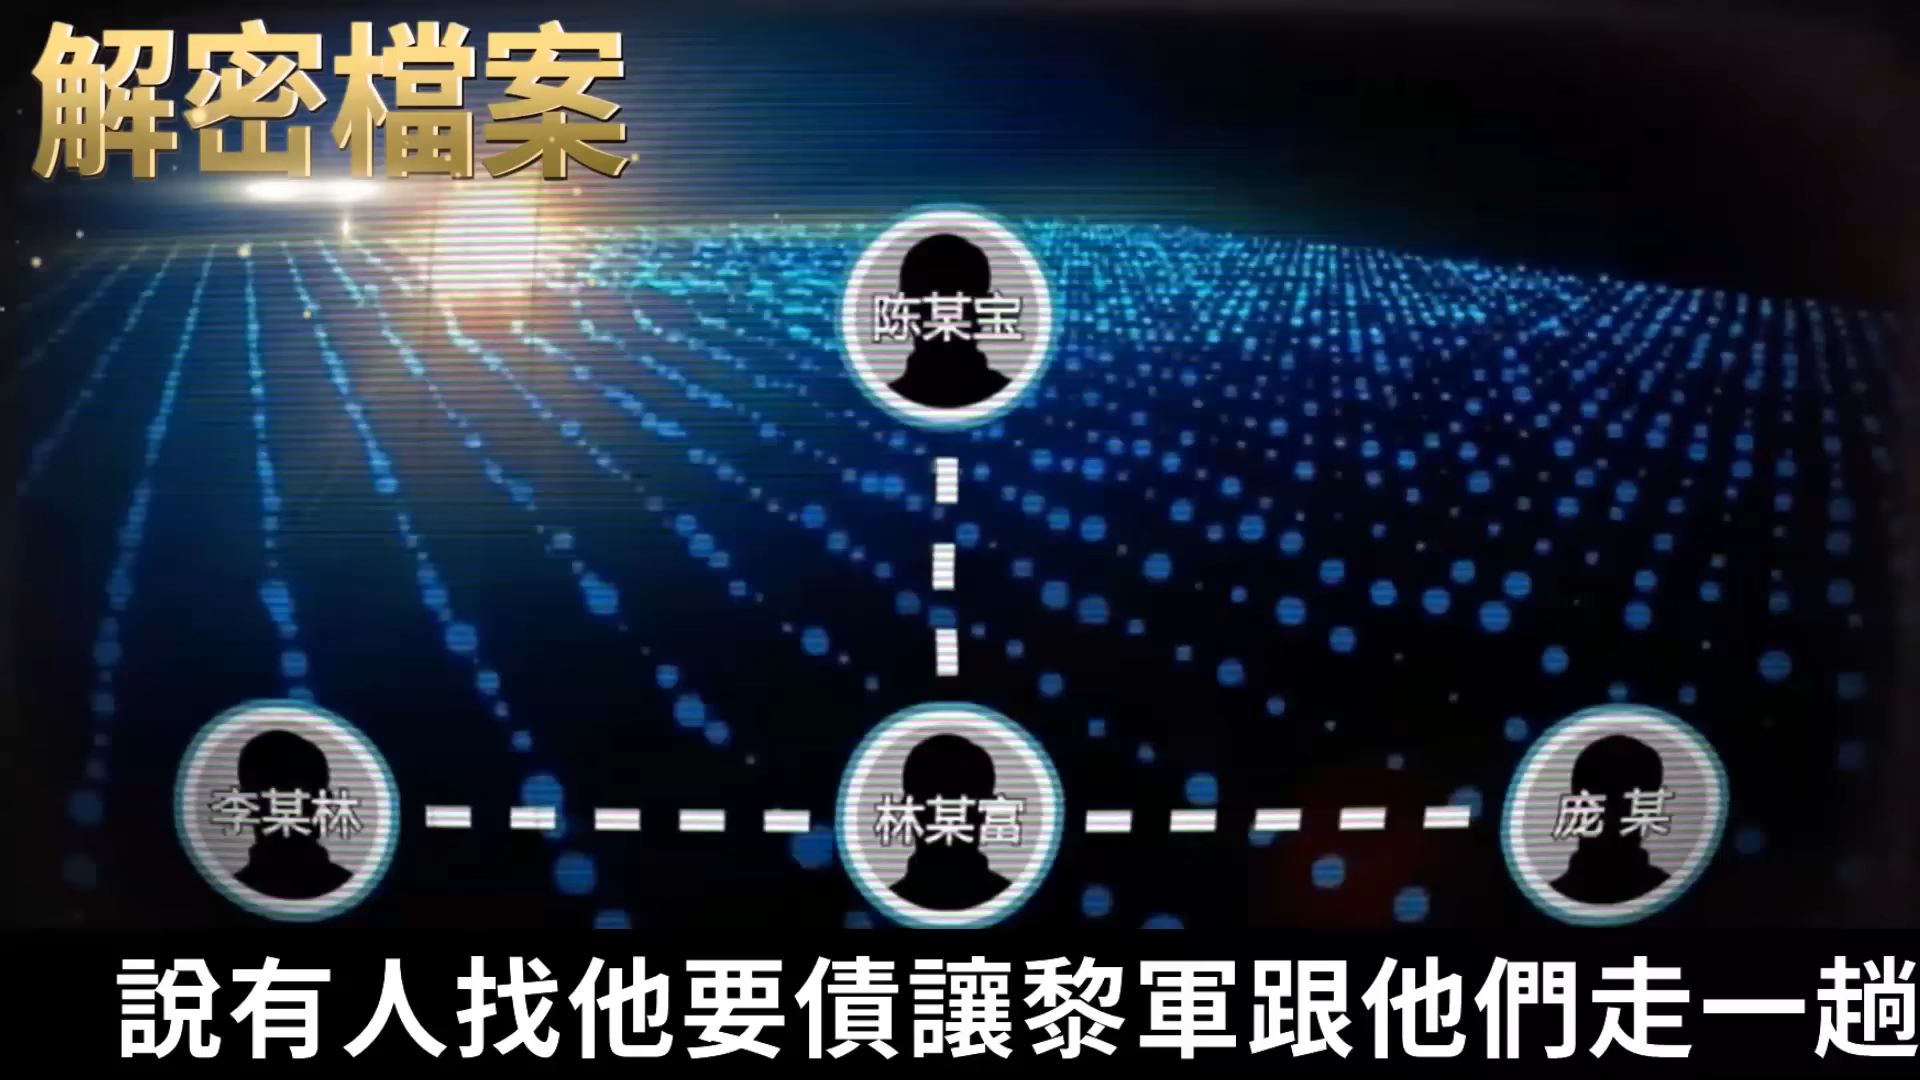 解密檔案
陈某宝
李某林
林某富
庞某
說有人找他要債讓黎軍跟他們走一趟